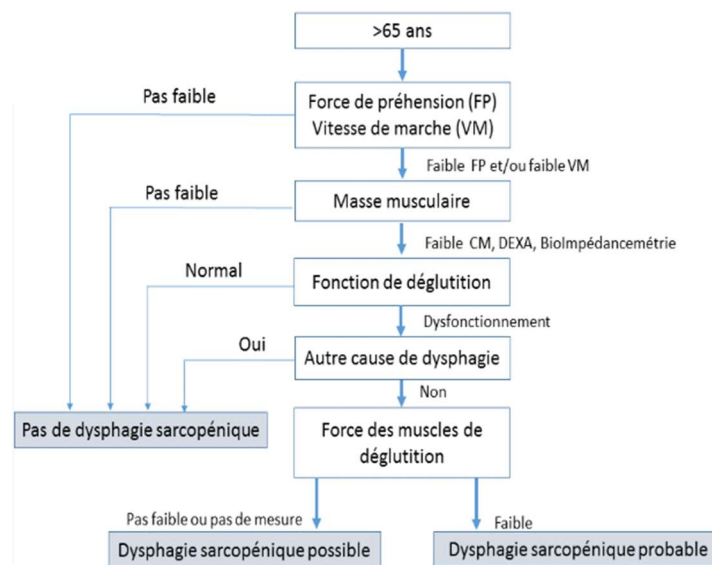 >65 ans
Pas faible
Force de préhension (FP)
Vitesse de marche (VM)
Faible FP et/ou faible VM
Pas faible
Masse musculaire
Faible CM, DEXA, BioImpédancemétrie
Normal
Fonction de déglutition
Dysfonctionnement
Oui
Autre cause de dysphagie
Non
Pas de dysphagie sarcopénique
Force des muscles de
déglutition
Pas faible ou pas de mesure
Faible
Dysphagie sarcopénique possible
Dysphagie sarcopénique probable